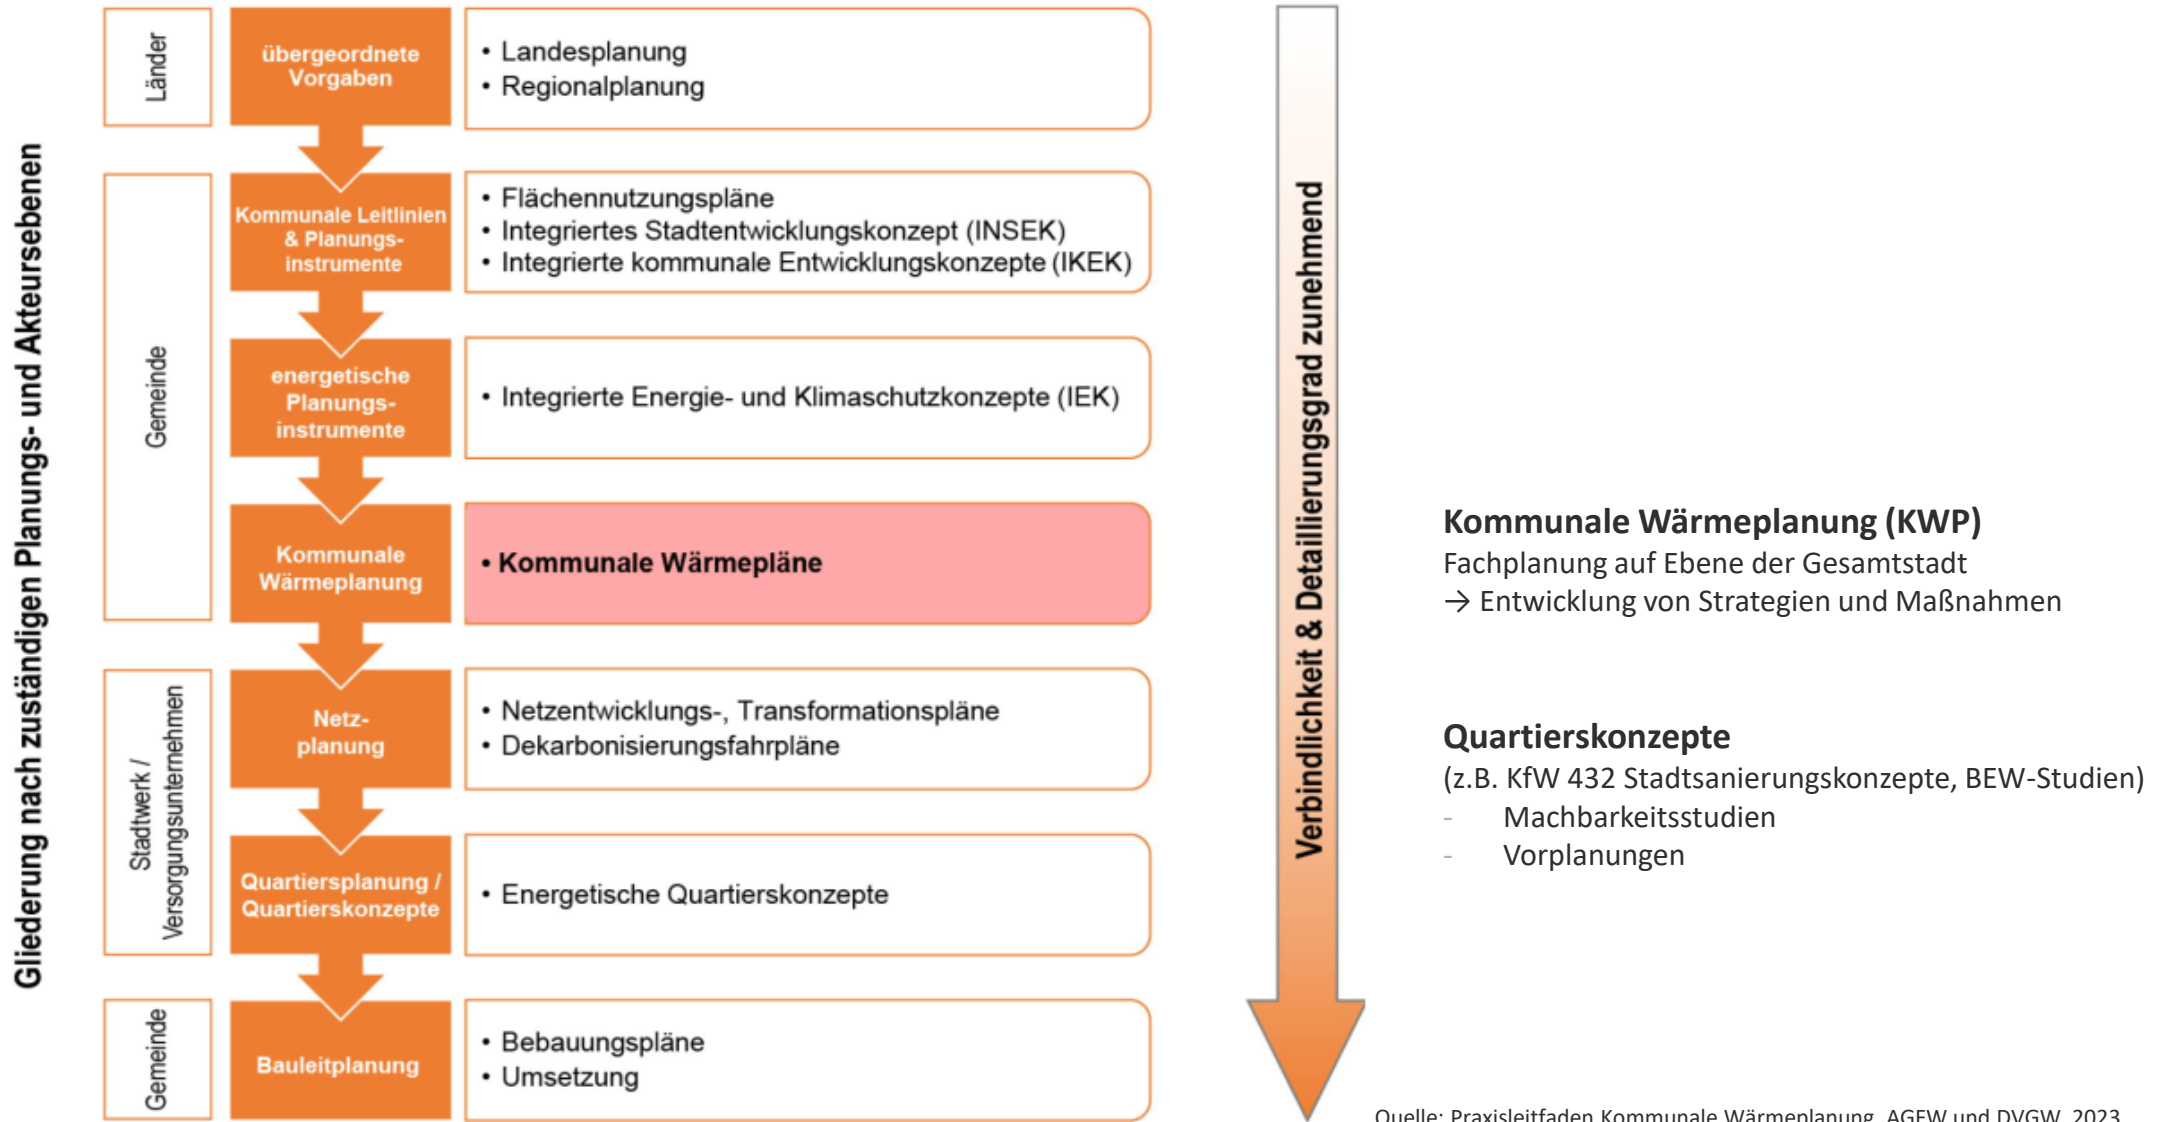 Gliederung nach zuständigen Planungs- und Akteursebenen
Länder
übergeordnete
Vorgaben
• Landesplanung
• Regionalplanung
Gemeinde
Kommunale Leitlinien
& Planungs-
instrumente
• Flächennutzungspläne
• Integriertes Stadtentwicklungskonzept (INSEK)
• Integrierte kommunale Entwicklungskonzepte (IKEK)
energetische
Planungs-
instrumente
• Integrierte Energie- und Klimaschutzkonzepte (IEK)
Kommunale
Wärmeplanung
• Kommunale Wärmepläne
Stadtwerk /
Versorgungsunternehmen
Netz-
planung
• Netzentwicklungs-, Transformationspläne
• Dekarbonisierungsfahrpläne
Quartiersplanung /
Quartierskonzepte
• Energetische Quartierskonzepte
Gemeinde
Bauleitplanung
• Bebauungspläne
• Umsetzung
Verbindlichkeit & Detaillierungsgrad zunehmend
Kommunale Wärmeplanung (KWP)
Fachplanung auf Ebene der Gesamtstadt
→ Entwicklung von Strategien und Maßnahmen
Quartierskonzepte
(z.B. KfW 432 Stadtsanierungskonzepte, BEW-Studien)
- Machbarkeitsstudien
- Vorplanungen
Quelle: Praxisleitfaden Kommunale Wärmeplanung, AGFW und DVGW, 2023